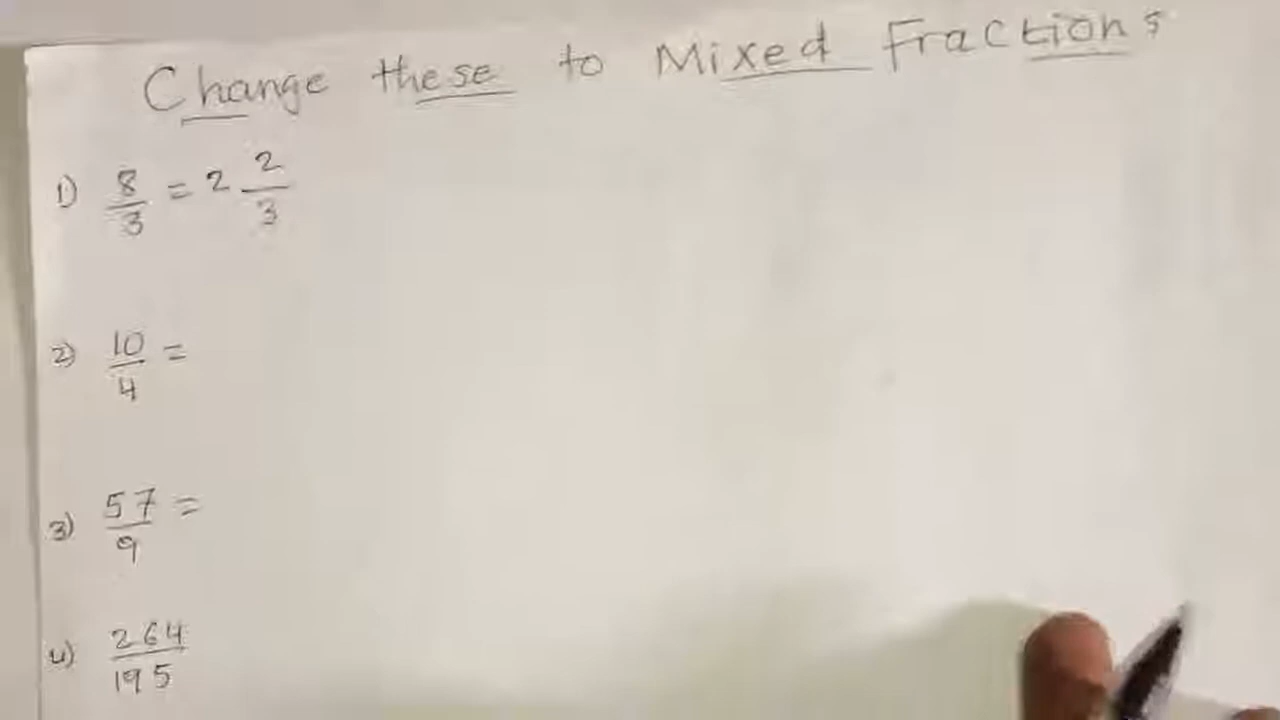 Change these to Mixed Fractions
1) 8/3 = 2 2/3
2) 10/4 =
3) 57/9 =
4) 264/195